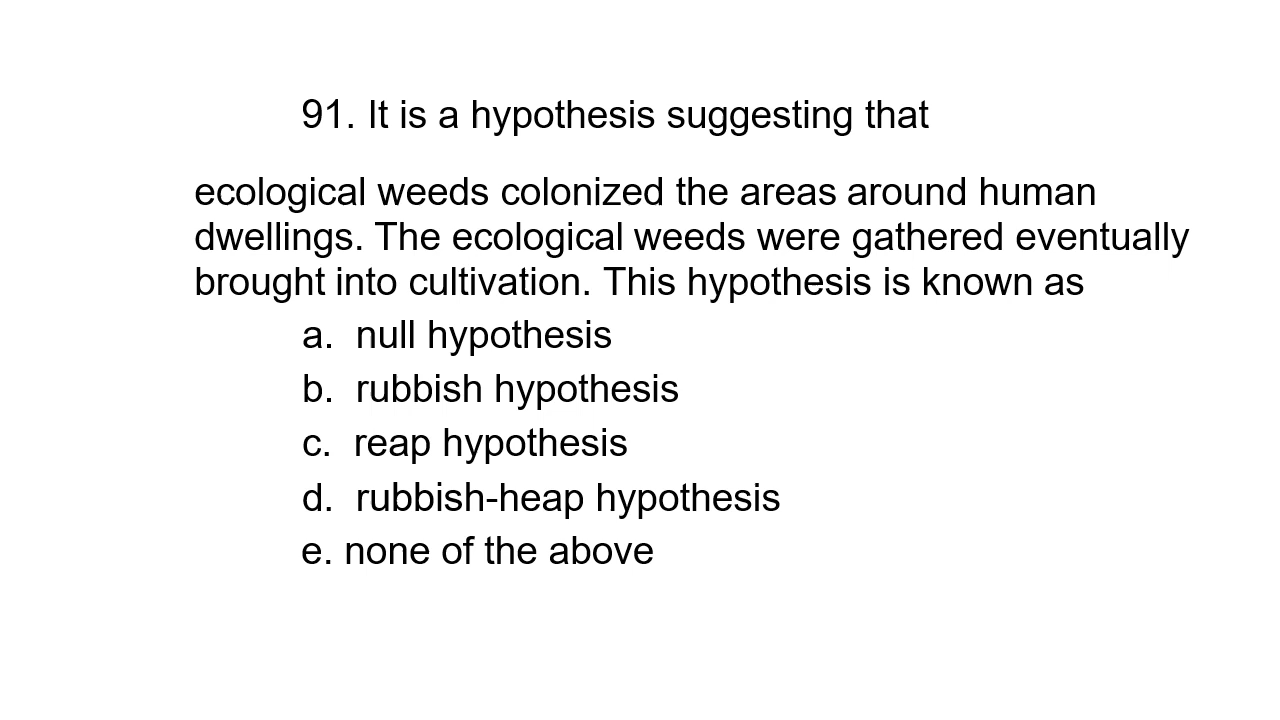 91. It is a hypothesis suggesting that
ecological weeds colonized the areas around human
dwellings. The ecological weeds were gathered eventually
brought into cultivation. This hypothesis is known as
a. null hypothesis
b. rubbish hypothesis
c. reap hypothesis
d. rubbish-heap hypothesis
e. none of the above